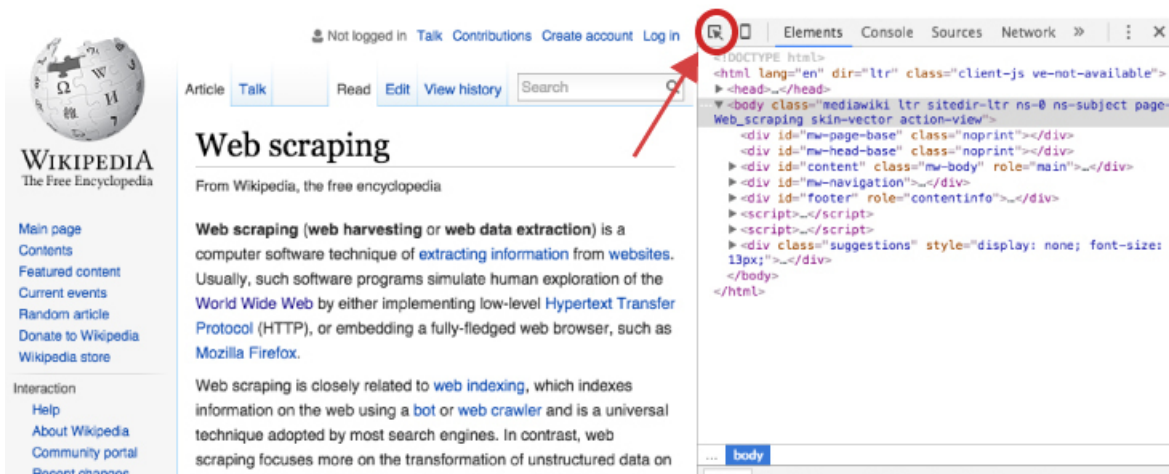 Not logged in Talk Contributions Create account Log in
Article Talk Read Edit View history Search
WIKIPEDIA
The Free Encyclopedia
Main page
Contents
Featured content
Current events
Random article
Donate to Wikipedia
Wikipedia store
Interaction
Help
About Wikipedia
Community portal
Recent changes
Web scraping
From Wikipedia, the free encyclopedia
Web scraping (web harvesting or web data extraction) is a
computer software technique of extracting information from websites.
Usually, such software programs simulate human exploration of the
World Wide Web by either implementing low-level Hypertext Transfer
Protocol (HTTP), or embedding a fully-fledged web browser, such as
Mozilla Firefox.
Web scraping is closely related to web indexing, which indexes
information on the web using a bot or web crawler and is a universal
technique adopted by most search engines. In contrast, web
scraping focuses more on the transformation of unstructured data on
Elements Console Sources Network »
<!DOCTYPE html>
<html lang="en" dir="ltr" class="client-js ve-not-available">
<head>…</head>
<body class="mediawiki ltr sitedir-ltr ns-0 ns-subject page-
Web_scraping skin-vector action-view">
<div id="mw-page-base" class="noprint"></div>
<div id="mw-head-base" class="noprint"></div>
<div id="content" class="mw-body" role="main">…</div>
<div id="mw-navigation">…</div>
<div id="footer" role="contentinfo">…</div>
<script>…</script>
<script>…</script>
<div class="suggestions" style="display: none; font-size:
13px;">…</div>
</body>
</html>
... body